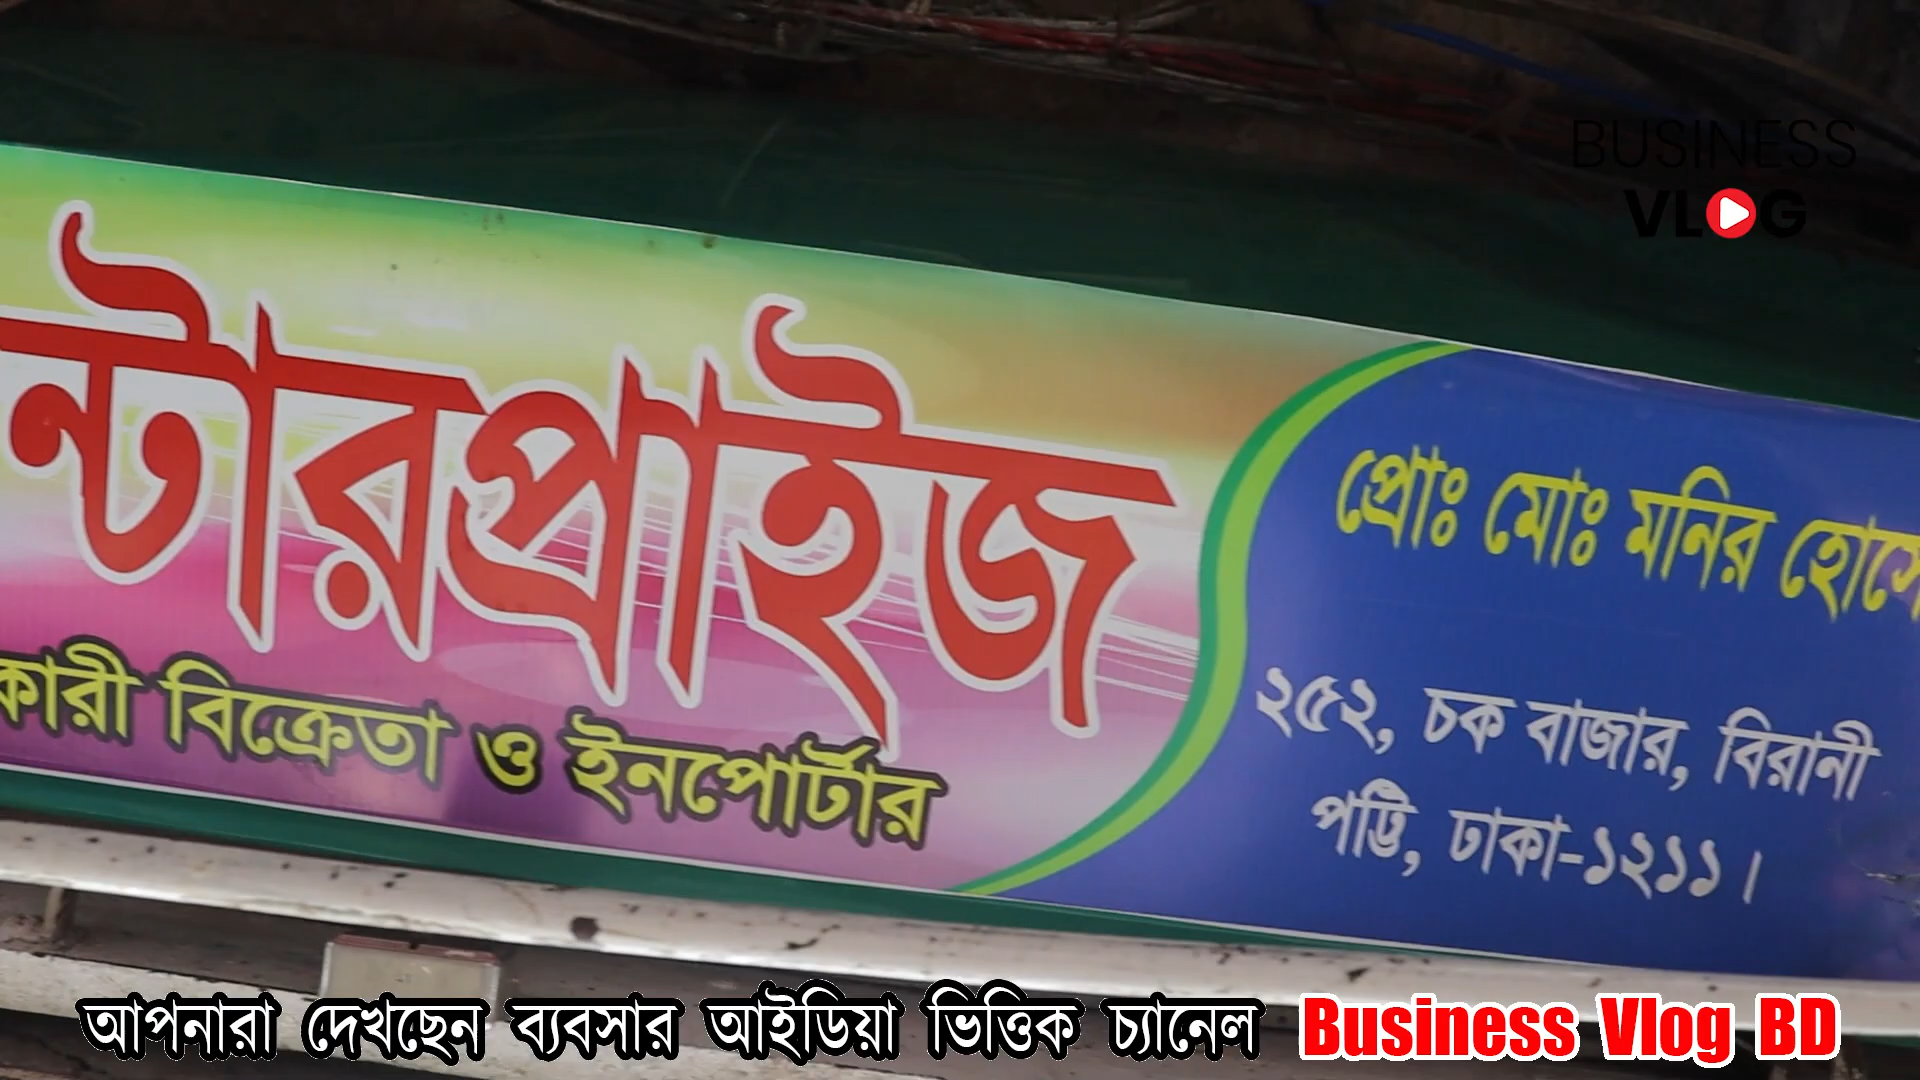 BUSINESS
VLOG
ন্টারপ্রাইজ
কারী বিক্রেতা ও ইনপোর্টার
প্রোঃ মোঃ মনির হোসে
২৫২, চক বাজার, বিরানী
পট্টি, ঢাকা-১২১১।
আপনারা দেখছেন ব্যবসার আইডিয়া ভিত্তিক চ্যানেল Business Vlog BD